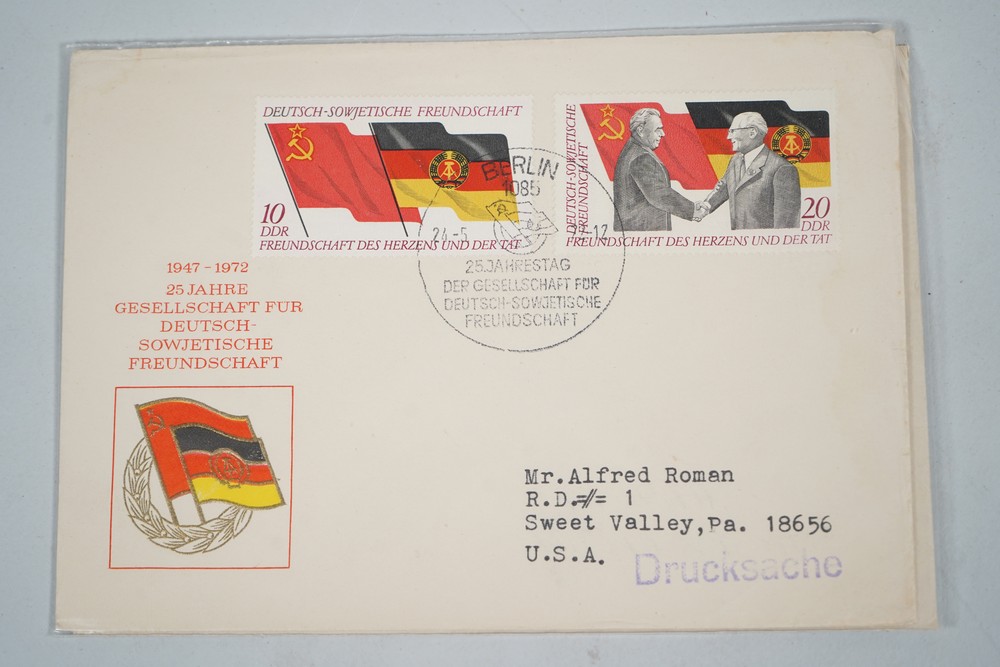 DEUTSCH-SOWJETISCHE FREUNDSCHAFT
10
DDR
FREUNDSCHAFT DES HERZENS UND DER TAT
DEUTSCH-SOWJETISCHE
FREUNDSCHAFT
20
DDR
FREUNDSCHAFT DES HERZENS UND DER TAT
BERLIN
1085
24.-5
25.JAHRESTAG
DER GESELLSCHAFT FÜR
DEUTSCH-SOWJETISCHE
FREUNDSCHAFT
1947-1972
25 JAHRE
GESELLSCHAFT FUR
DEUTSCH-
SOWJETISCHE
FREUNDSCHAFT
Mr.Alfred Roman
R.D.# 1
Sweet Valley,Pa. 18656
U.S.A.
Drucksache